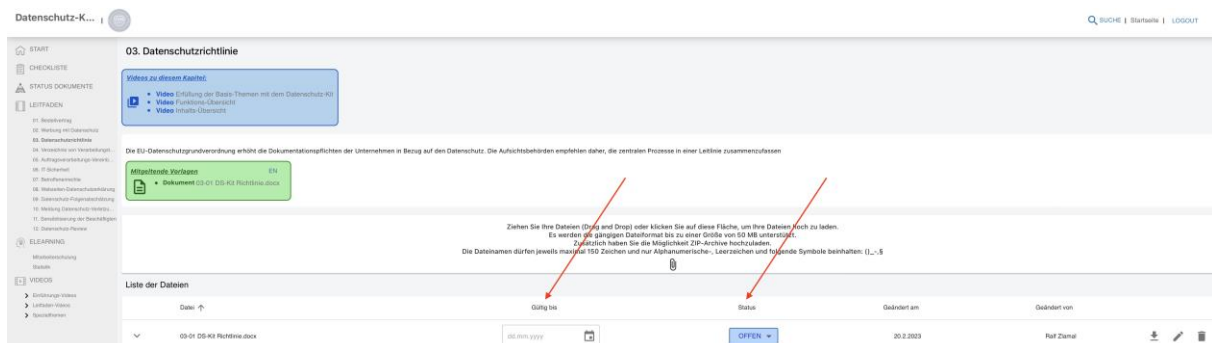 Datenschutz-K... |
SUCHE | Startseite | LOGOUT
START
CHECKLISTE
STATUS DOKUMENTE
LEITFADEN
01. Bestellvertrag
02. Werbung mit Datenschutz
03. Datenschutzrichtlinie
04. Verzeichnis von Verarbeitungst...
05. Auftragsverarbeitungs-Verantw...
06. IT-Sicherheit
07. Betroffenenrechte
08. Webseiten-Datenschutzerklärung
09. Datenschutz-Folgenabschätzung
10. Meldung Datenschutz-Verletzu...
11. Sensibilisierung der Beschäftigten
12. Datenschutz-Review
ELEARNING
Mitarbeiterschulung
Statistik
VIDEOS
Einführungs-Videos
Leitfaden-Videos
Spezialthemen
03. Datenschutzrichtlinie
Videos zu diesem Kapitel:
• Video Erfüllung der Basis-Themen mit dem Datenschutz-Kit
• Video Funktions-Übersicht
• Video Inhalts-Übersicht
Die EU-Datenschutzgrundverordnung erhöht die Dokumentationspflichten der Unternehmen in Bezug auf den Datenschutz. Die Aufsichtsbehörden empfehlen daher, die zentralen Prozesse in einer Leitlinie zusammenzufassen
Mitgeltende Vorlagen EN
• Dokument 03-01 DS-Kit Richtlinie.docx
Ziehen Sie Ihre Dateien (Drag and Drop) oder klicken Sie auf diese Fläche, um Ihre Dateien hoch zu laden.
Es werden die gängigen Dateiformat bis zu einer Größe von 50 MB unterstützt.
Zusätzlich haben Sie die Möglichkeit ZIP-Archive hochzuladen.
Die Dateinamen dürfen jeweils maximal 150 Zeichen und nur Alphanumerische-, Leerzeichen und folgende Symbole beinhalten: ()_-.§
Liste der Dateien
Datei Gültig bis Status Geändert am Geändert von
03-01 DS-Kit Richtlinie.docx dd.mm.yyyy OFFEN 20.2.2023 Ralf Zlamal